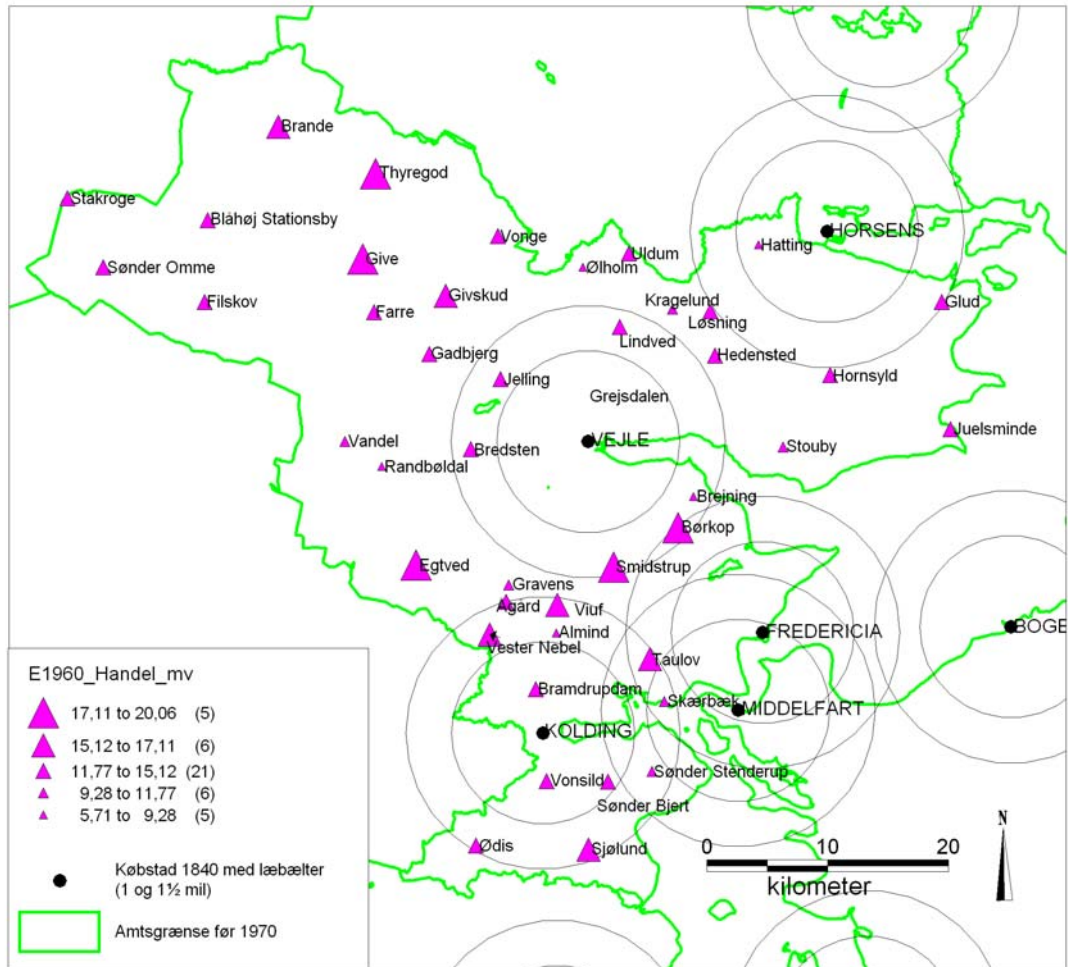 Brande
Thyregod
Stakroge
Blåhøj Stationsby
Vonge
HORSENS
Hatting
Uldum
Give
Ølholm
Sønder Omme
Givskud
Kragelund
Filskov
Glud
Farre
Løsning
Lindved
Gadbjerg
Hedensted
Jelling
Hornsyld
Grejsdalen
Juelsminde
Vandel
VEJLE
Stouby
Bredsten
Randbøldal
Brejning
Børkop
Egtved
Smidstrup
Gravens
Ågård
Viuf
Almind
FREDERICIA
BOGE
Vester Nebel
Taulov
Bramdrupdam
Skærbæk
MIDDELFART
KOLDING
Sønder Stenderup
Vonsild
Sønder Bjert
Ødis
Sjølund
E1960_Handel_mv
17,11 to 20,06 (5)
15,12 to 17,11 (6)
11,77 to 15,12 (21)
9,28 to 11,77 (6)
5,71 to 9,28 (5)
Købstad 1840 med læbælter
(1 og 1½ mil)
Amtsgrænse før 1970
0 10 20
kilometer
N